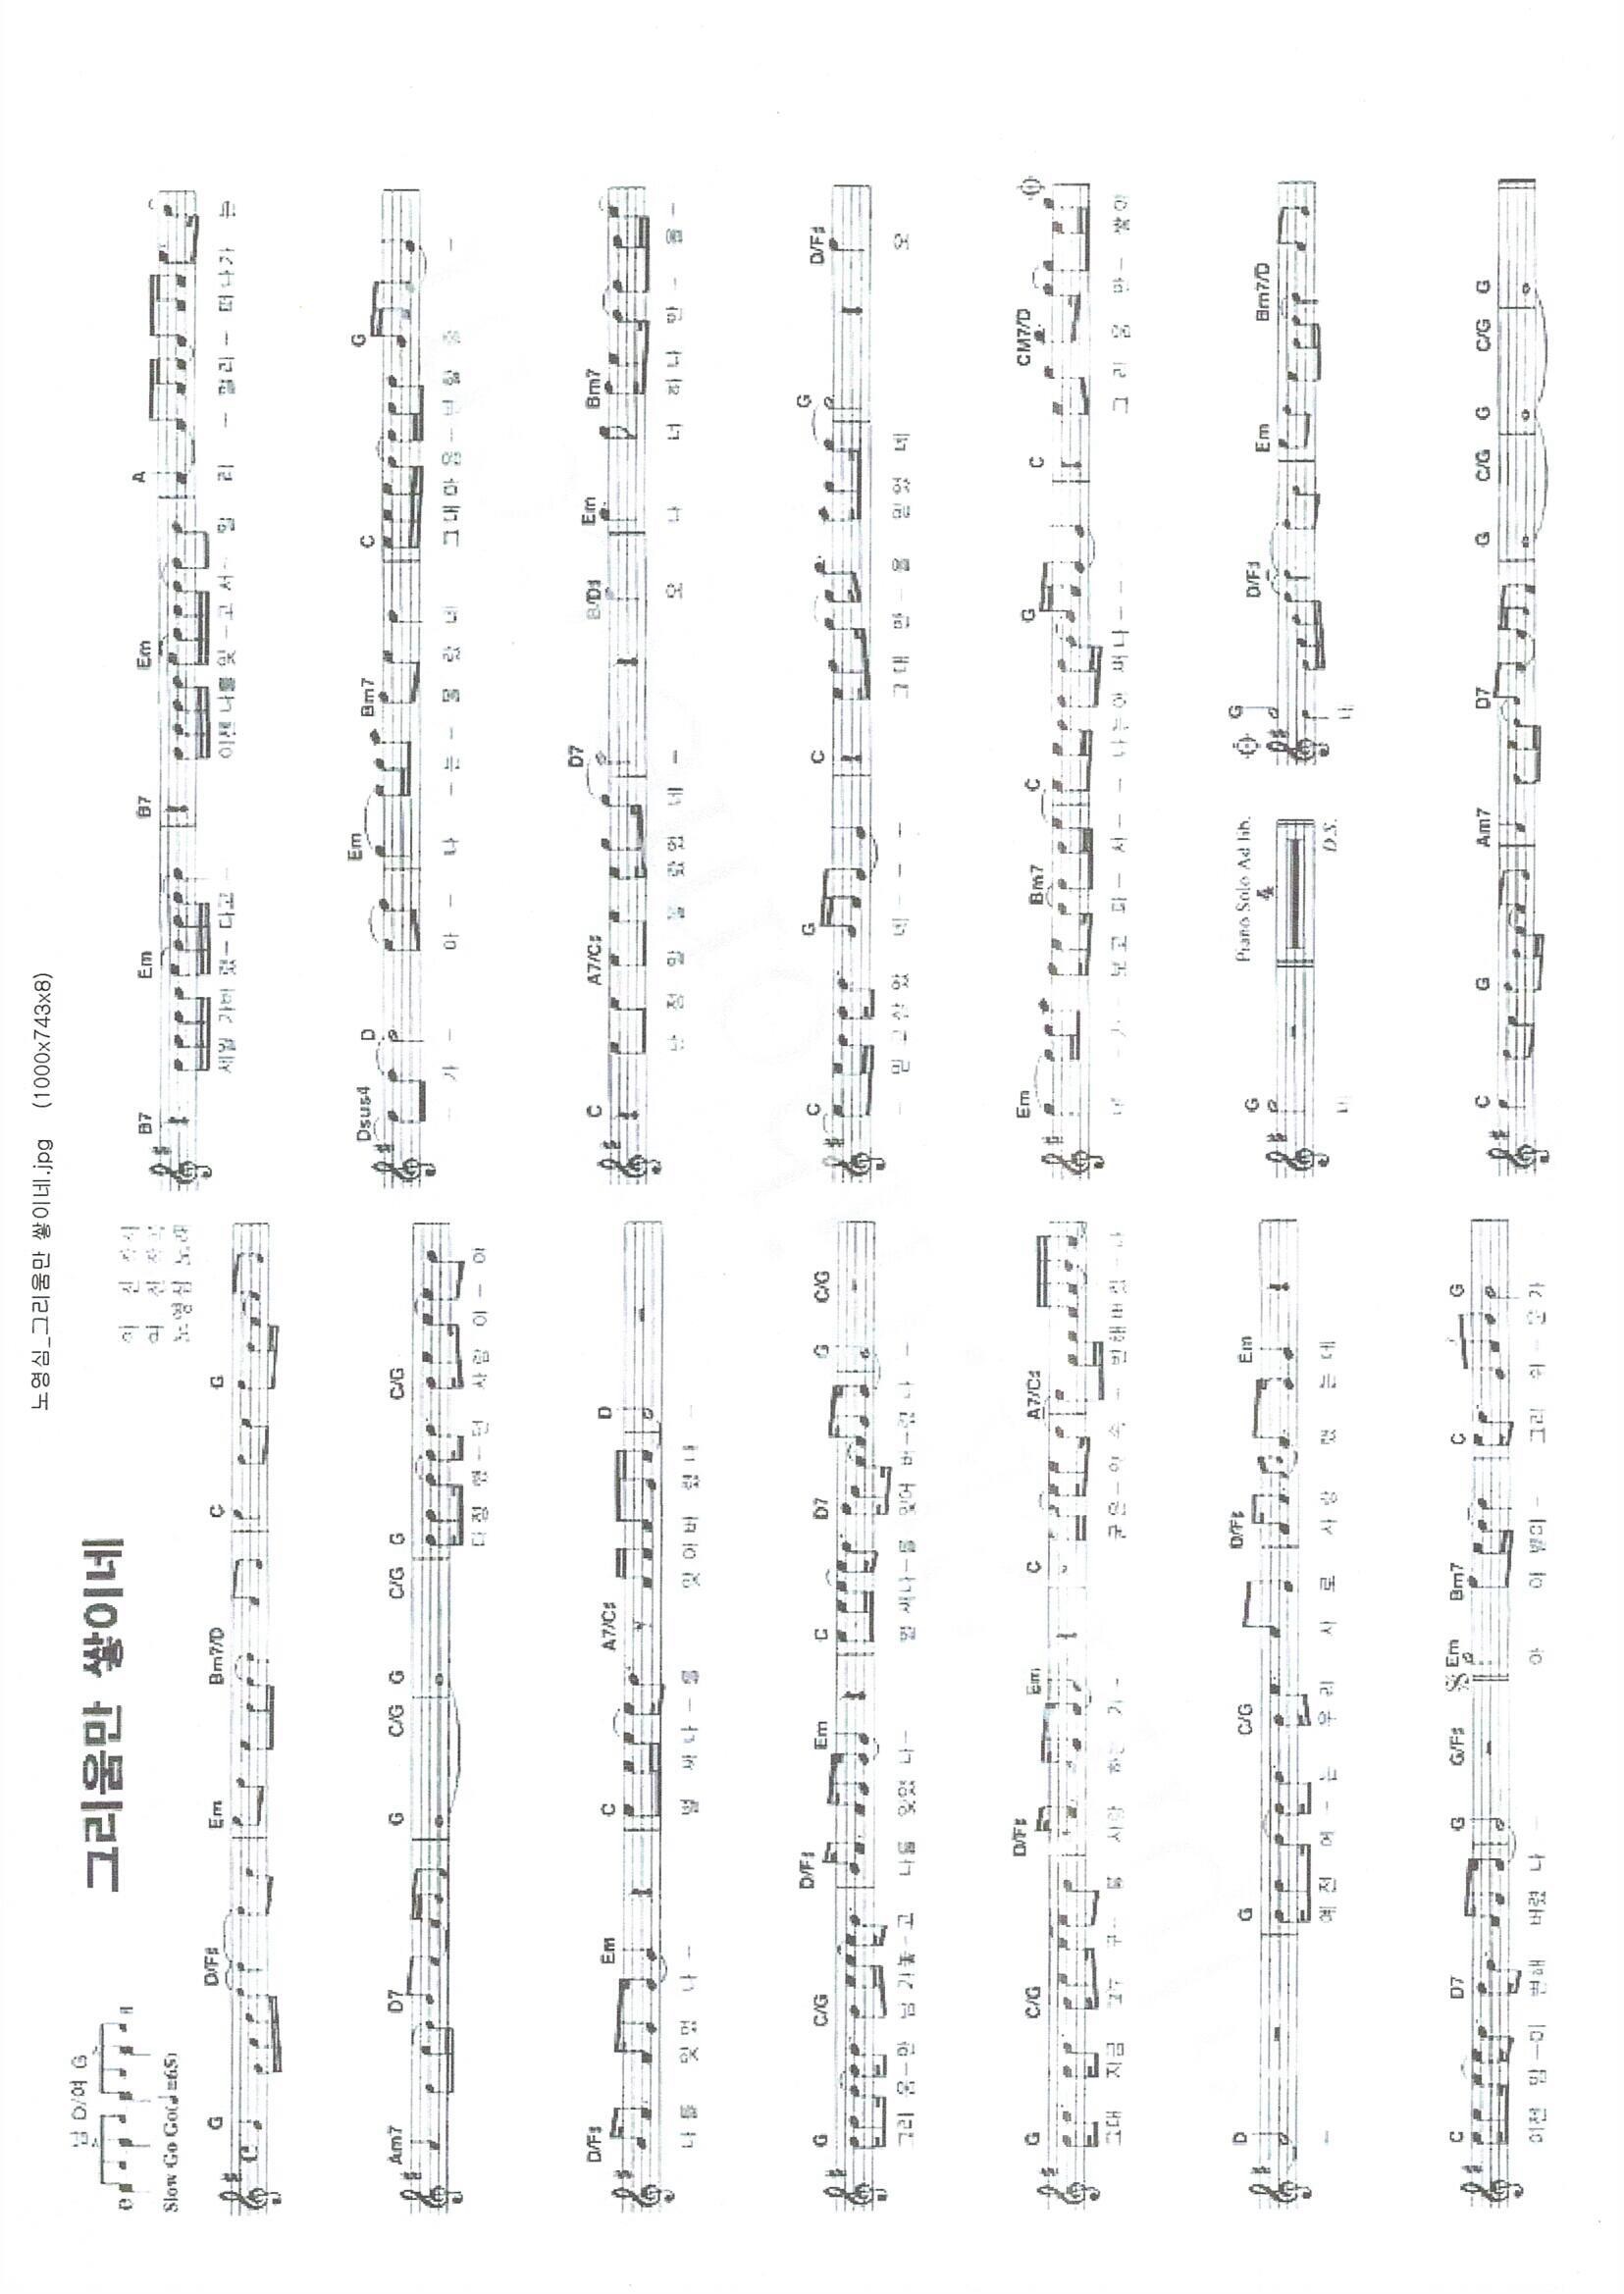 노영심_그리움만 쌓이네.jpg (1000x743x8)
남 D/여 G
그리움만 쌓이네
Slow Go Go(♩=65)
여 진 작사
여 진 작곡
노영심 노래
G D/F♯ Em Bm7/D C G
Am7 D7 G C/G G C/G G C/G
다정 했-던 사람 이-여
D/F♯ Em C A7/C♯ D
나를 잊었 나- 벌 써나-를 잊어버 렸나 -
G C/G D/F♯ Em C D7 G C/G
그리 움-만 남 겨놓-고 나를 잊었 나- 벌 써나-를 잊어 버-렸 나 -
G C/G D/F♯ Em C A7/C♯
그대 지금 그누 구-를 사랑 하는 가- 굳은-약 속 - 변해버렸-나
D G C/G D/F♯ Em
- 예전 에-는 우리 서로 사랑 했 는데
C D7 G G/F♯ Em Bm7 C 3 G
이젠 맘-이 변해 버렸 나 - 아 아 별이- 그리 쉬-운가
B7 Em B7 Em A
세월 가버 렸-다고- 이젠 나를 잊-고 서- 멀 리 - 멀리- 떠나가 는
Dsus4 D Em Bm7 C G
- 가 - 아 - 나 -는- 몰 랐 네 그대마 음-변 할 줄 -
C A7/C♯ D7 B/D♯ Em Bm7
난 정 말 몰 랐었 네 - 오 나 너 하나 만 - 을-
C G C G D/F♯
- 믿 고살 았 네 - - - 그대 만 - 을 믿었 네 오
Em Bm7 C G C CM7/D
네 -가- 보고 파- 서- - 나는어 쩌나-- 그 리 움 만- 쌓이
G Piano Solo Ad lib. 4 D.S. G D/F♯ Em Bm7/D
네 네
C G Am7 D7 G C/G G C/G G